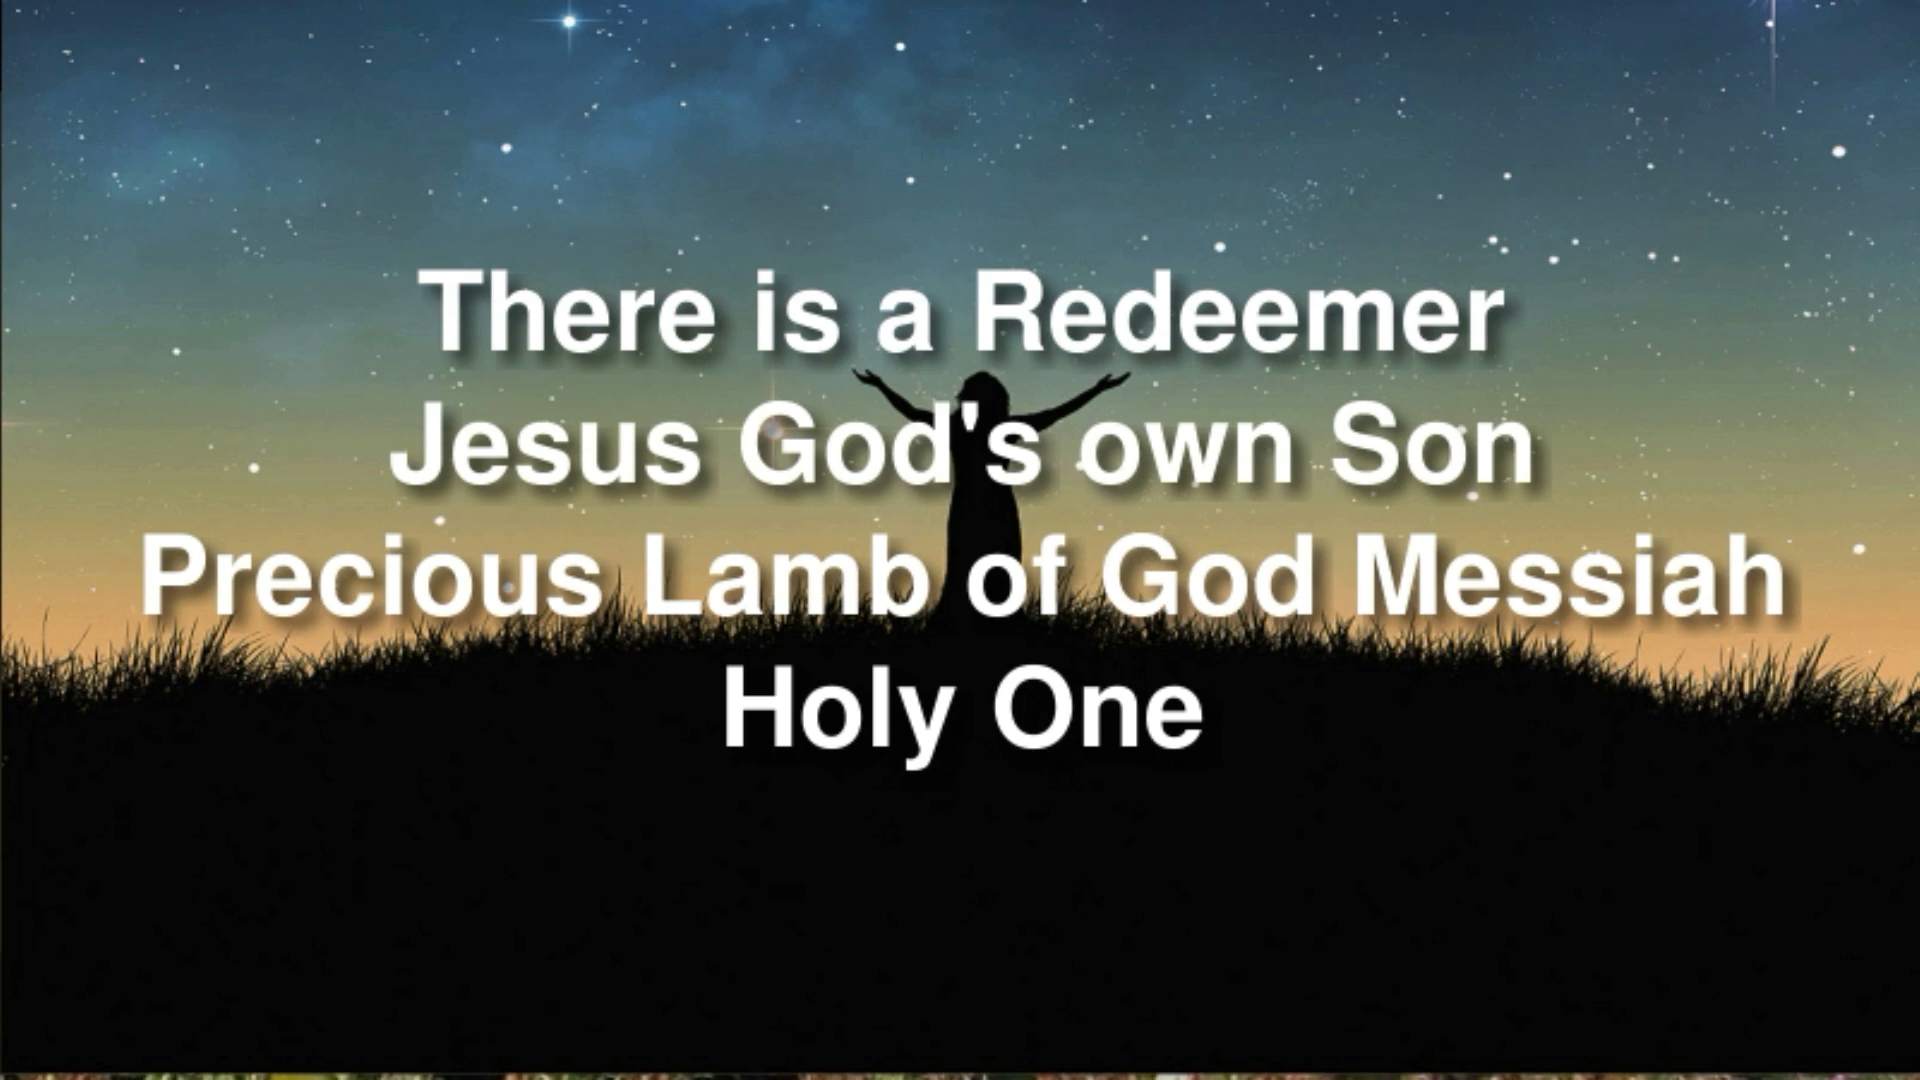 There is a Redeemer
Jesus God's own Son
Precious Lamb of God Messiah
Holy One